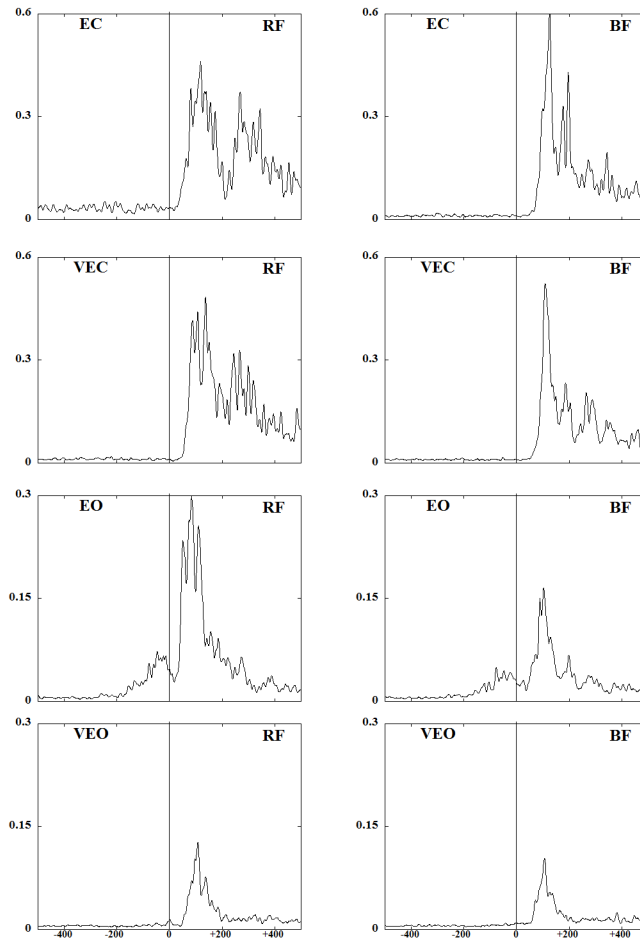 0.6 EC RF 0.6 EC BF
0.3 0.3
0 0
0.6 VEC RF 0.6 VEC BF
0.3 0.3
0 0
0.3 EO RF 0.3 EO BF
0.15 0.15
0 0
0.3 VEO RF 0.3 VEO BF
0.15 0.15
0 0
-400 -200 0 +200 +400 -400 -200 0 +200 +400